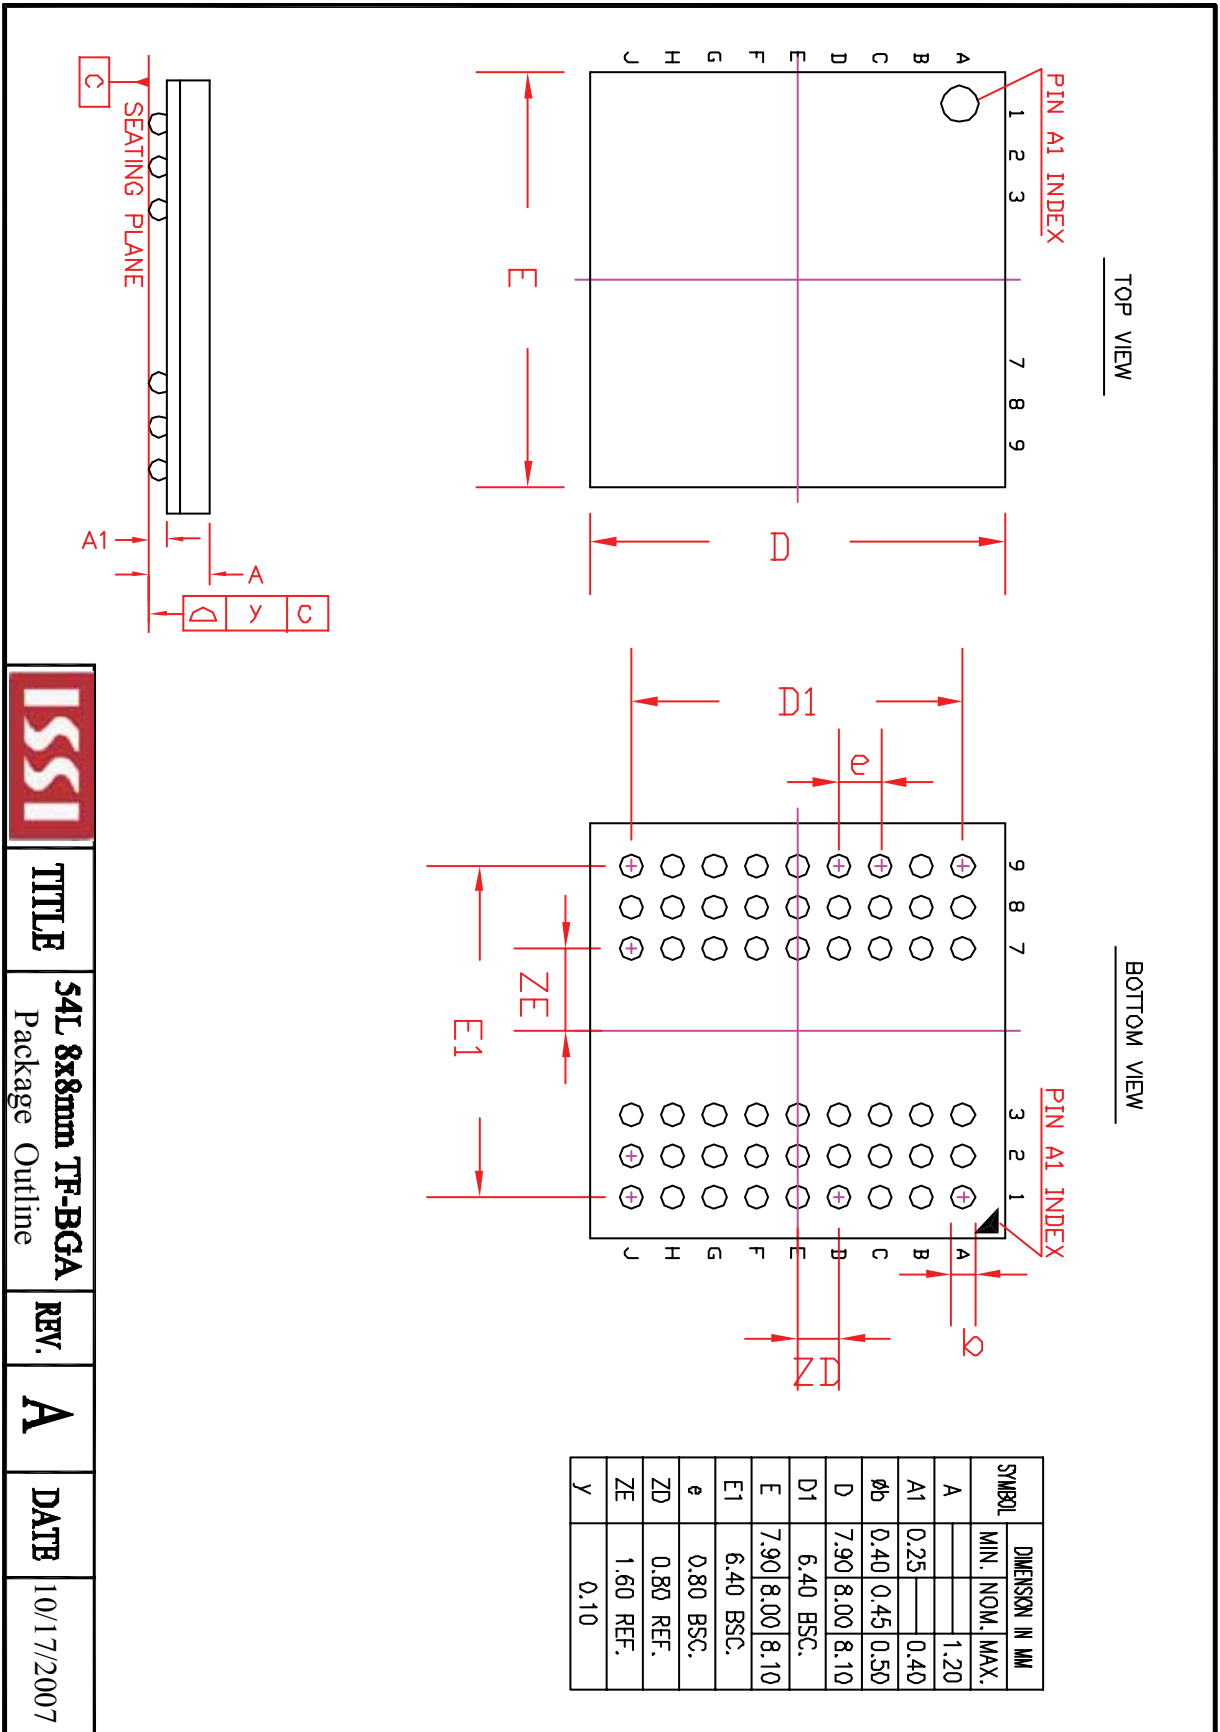 TOP VIEW
PIN A1 INDEX
1 2 3 7 8 9
A
B
C
D
E
F
G
H
J
D
E
BOTTOM VIEW
PIN A1 INDEX
9 8 7 3 2 1
A
B
C
D
E
F
G
H
J
D1
e
b
ZD
ZE
E1
C
SEATING PLANE
A1
A
y C
SYMBOL DIMENSION IN MM
MIN. NOM. MAX.
A 1.20
A1 0.25 0.40
øb 0.40 0.45 0.50
D 7.90 8.00 8.10
D1 6.40 BSC.
E 7.90 8.00 8.10
E1 6.40 BSC.
e 0.80 BSC.
ZD 0.80 REF.
ZE 1.60 REF.
y 0.10
ISSI
TITLE
54L 8x8mm TF-BGA
Package Outline
REV.
A
DATE
10/17/2007